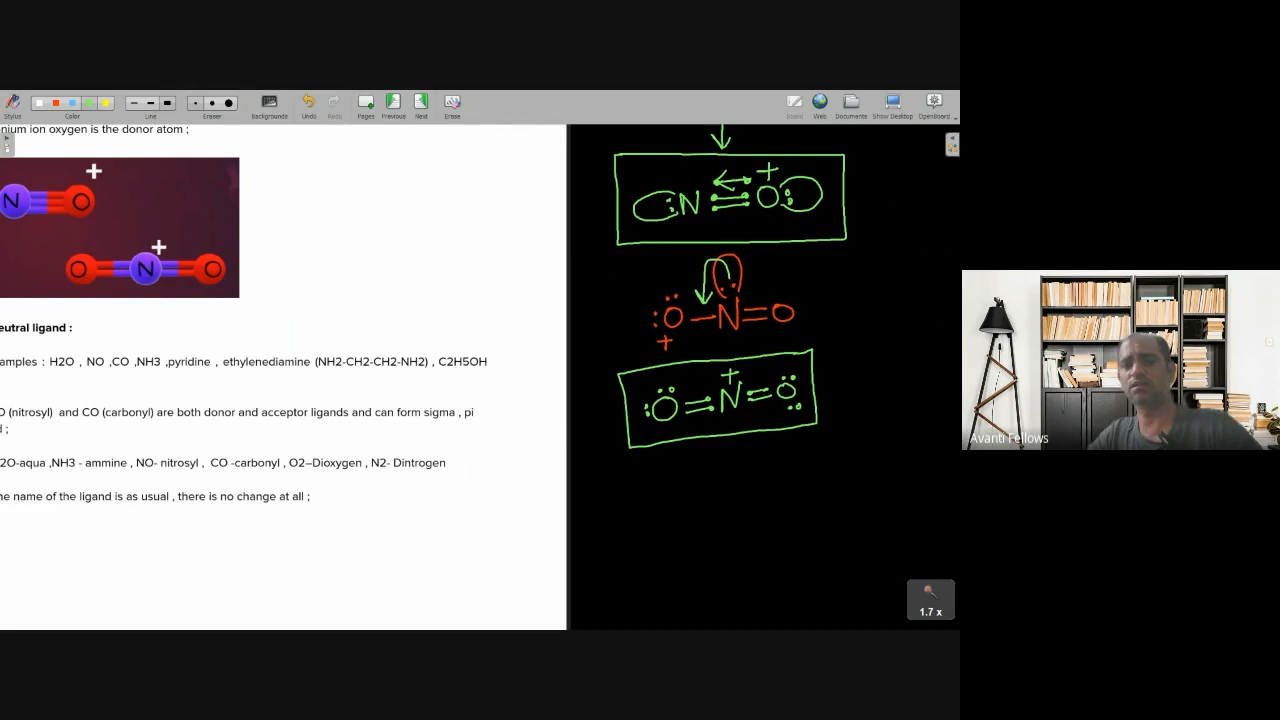 Stylus Color Line Eraser Backgrounds Undo Redo Pages Previous Next Erase Board Web Documents Show Desktop OpenBoard
nium ion oxygen is the donor atom ;
+
N O
+
O N O
eutral ligand :
amples : H2O , NO ,CO ,NH3 ,pyridine , ethylenediamine (NH2-CH2-CH2-NH2) , C2H5OH
O (nitrosyl) and CO (carbonyl) are both donor and acceptor ligands and can form sigma , pi
d ;
2O-aqua ,NH3 - ammine , NO- nitrosyl , CO -carbonyl , O2–Dioxygen , N2- Dintrogen
he name of the ligand is as usual , there is no change at all ;
+
:N≡O:
:O–N=O
+
+
:O=N=O
1.7 x
Avanti Fellows